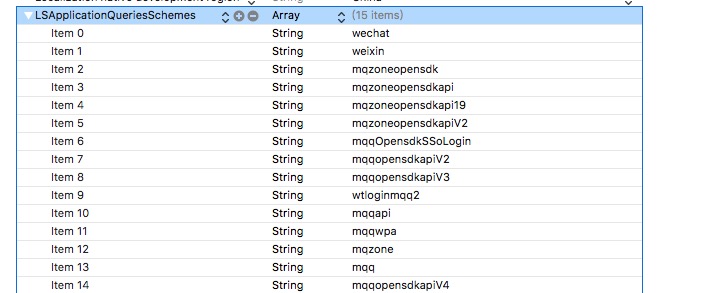 LSApplicationQueriesSchemes Array (15 items)
Item 0 String wechat
Item 1 String weixin
Item 2 String mqzoneopensdk
Item 3 String mqzoneopensdkapi
Item 4 String mqzoneopensdkapi19
Item 5 String mqzoneopensdkapiV2
Item 6 String mqqOpensdkSSoLogin
Item 7 String mqqopensdkapiV2
Item 8 String mqqopensdkapiV3
Item 9 String wtloginmqq2
Item 10 String mqqapi
Item 11 String mqqwpa
Item 12 String mqzone
Item 13 String mqq
Item 14 String mqqopensdkapiV4